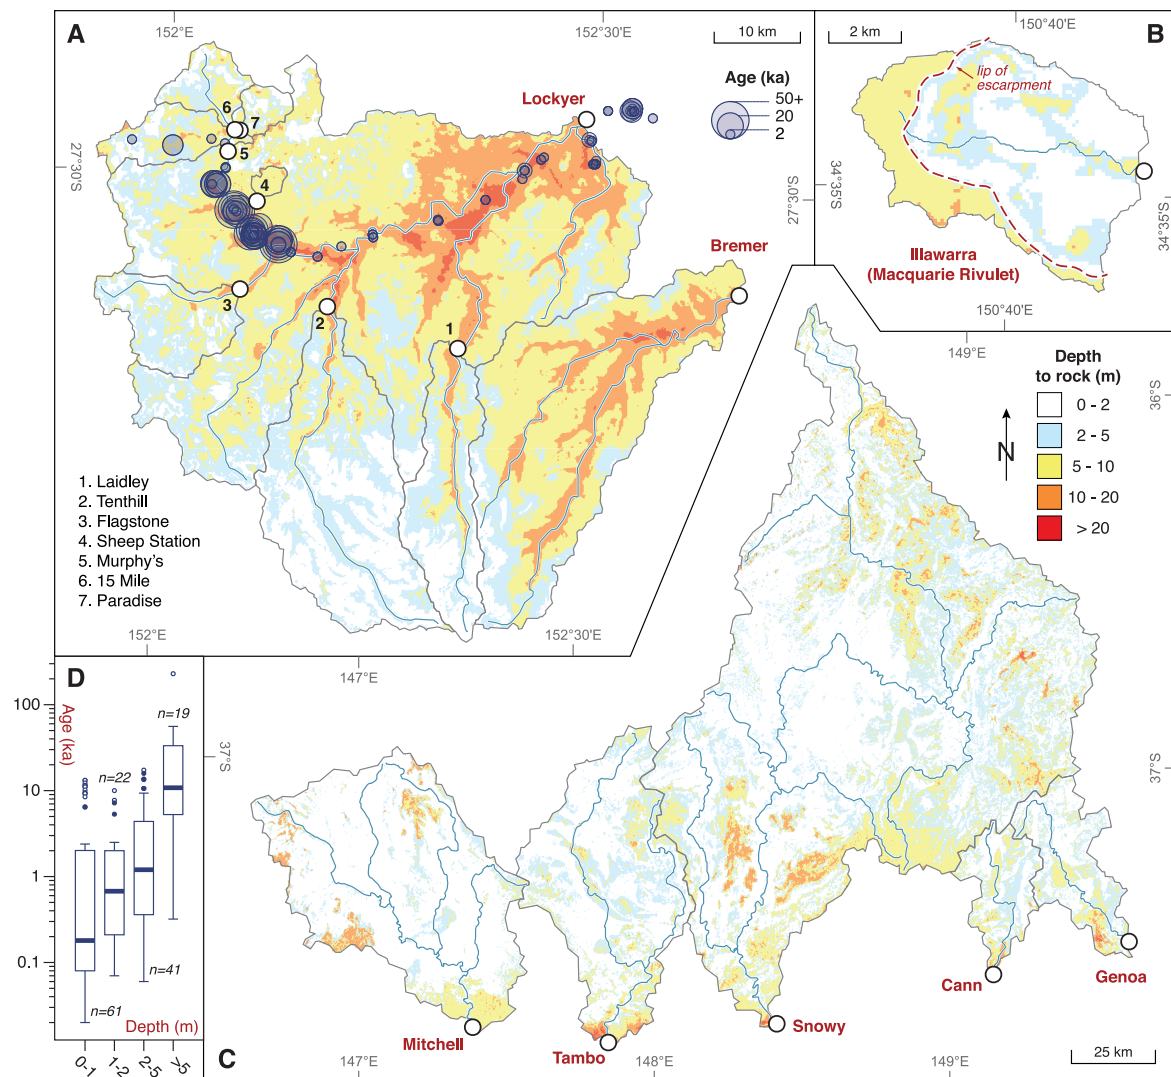 A
152°E
152°30'E
10 km
Age (ka)
50+
20
2
Lockyer
6
7
5
4
3
2
1
27°30'S
27°30'S
Bremer
1. Laidley
2. Tenthill
3. Flagstone
4. Sheep Station
5. Murphy's
6. 15 Mile
7. Paradise
152°E
152°30'E
2 km
150°40'E
B
lip of
escarpment
34°35'S
34°35'S
Illawarra
(Macquarie Rivulet)
150°40'E
149°E
36°S
Depth
to rock (m)
0 - 2
2 - 5
5 - 10
10 - 20
> 20
N
147°E
37°S
37°S
Mitchell
Tambo
Snowy
Cann
Genoa
147°E
148°E
149°E
25 km
C
D
Age (ka)
100
10
1
0.1
n=19
n=22
n=41
n=61
Depth (m)
0-1
1-2
2-5
>5